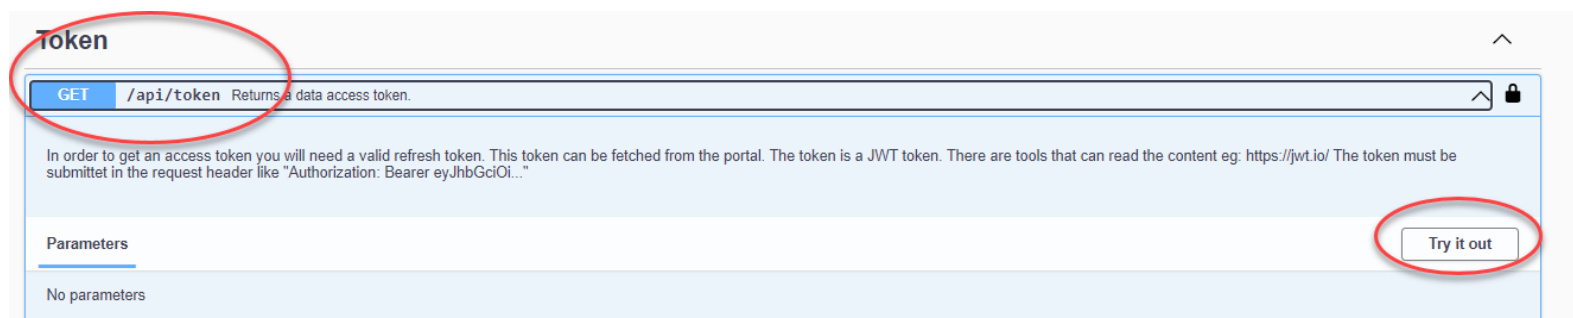 Token
GET /api/token Returns a data access token.
In order to get an access token you will need a valid refresh token. This token can be fetched from the portal. The token is a JWT token. There are tools that can read the content eg: https://jwt.io/ The token must be
submittet in the request header like "Authorization: Bearer eyJhbGciOi..."
Parameters
Try it out
No parameters